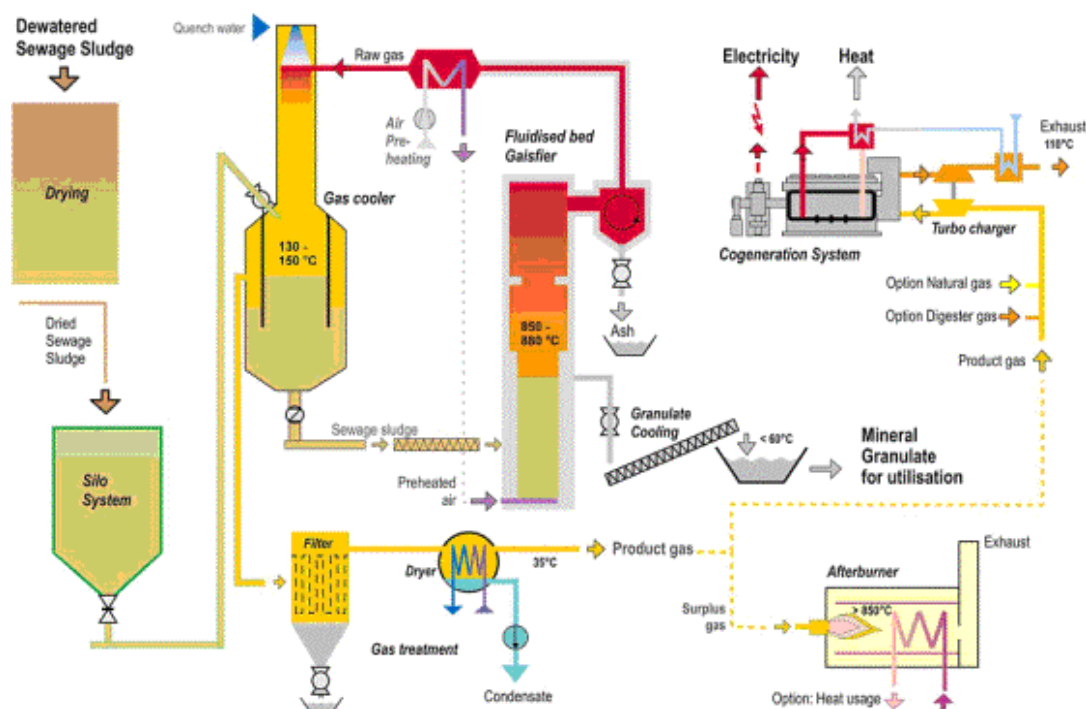 Dewatered
Sewage Sludge
Drying
Dried
Sewage
Sludge
Silo
System
Quench water
Raw gas
Air
Pre-
heating
Gas cooler
130 -
150 °C
Fluidised bed
Gaisfier
850 -
880 °C
Ash
Sewage sludge
Preheated
air
Granulate
Cooling
< 60°C
Mineral
Granulate
for utilisation
Electricity
Heat
Exhaust
110°C
Turbo charger
Cogeneration System
Option Natural gas
Option Digester gas
Product gas
Filter
Dryer
35°C
Product gas
Gas treatment
Condensate
Surplus
gas
Afterburner
> 850°C
Exhaust
Option: Heat usage